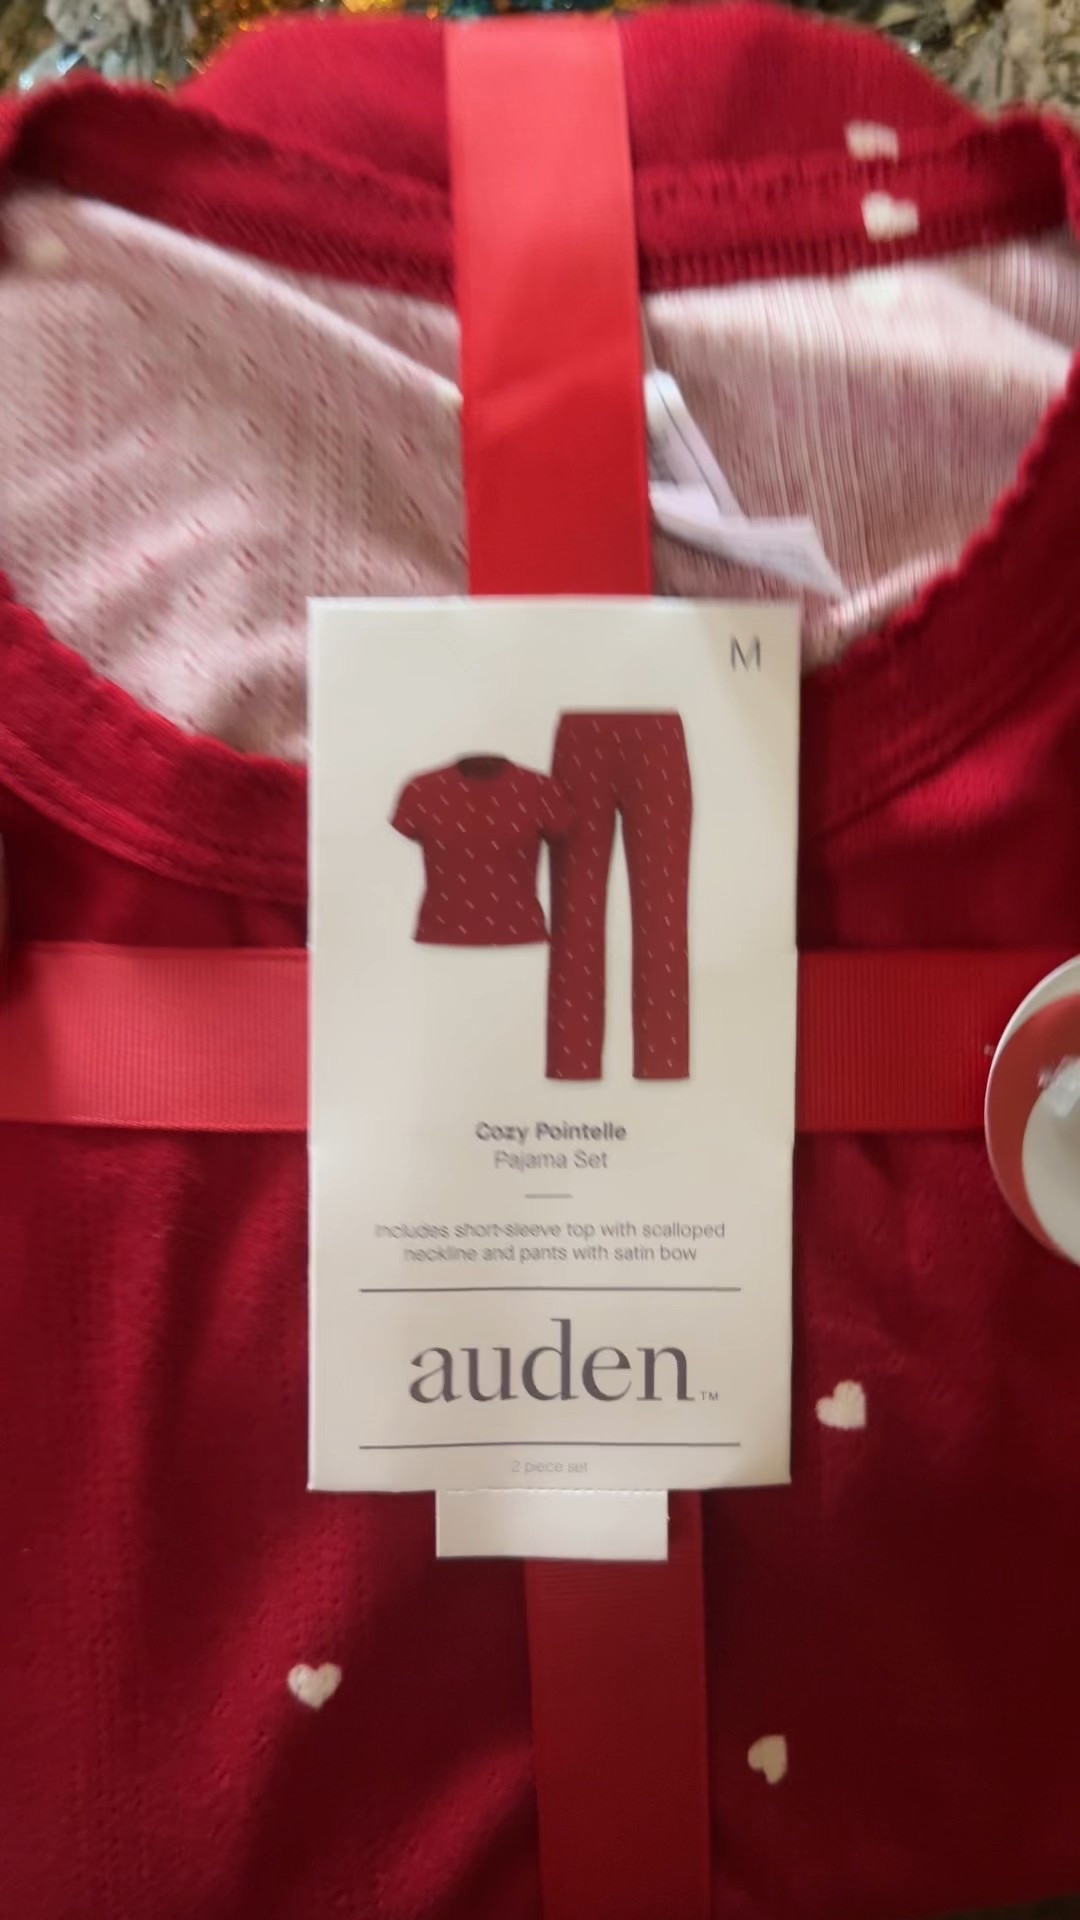 M
Cozy Pointelle
Pajama Set
Includes short-sleeve top with scalloped
neckline and pants with satin bow
auden™
2 piece set